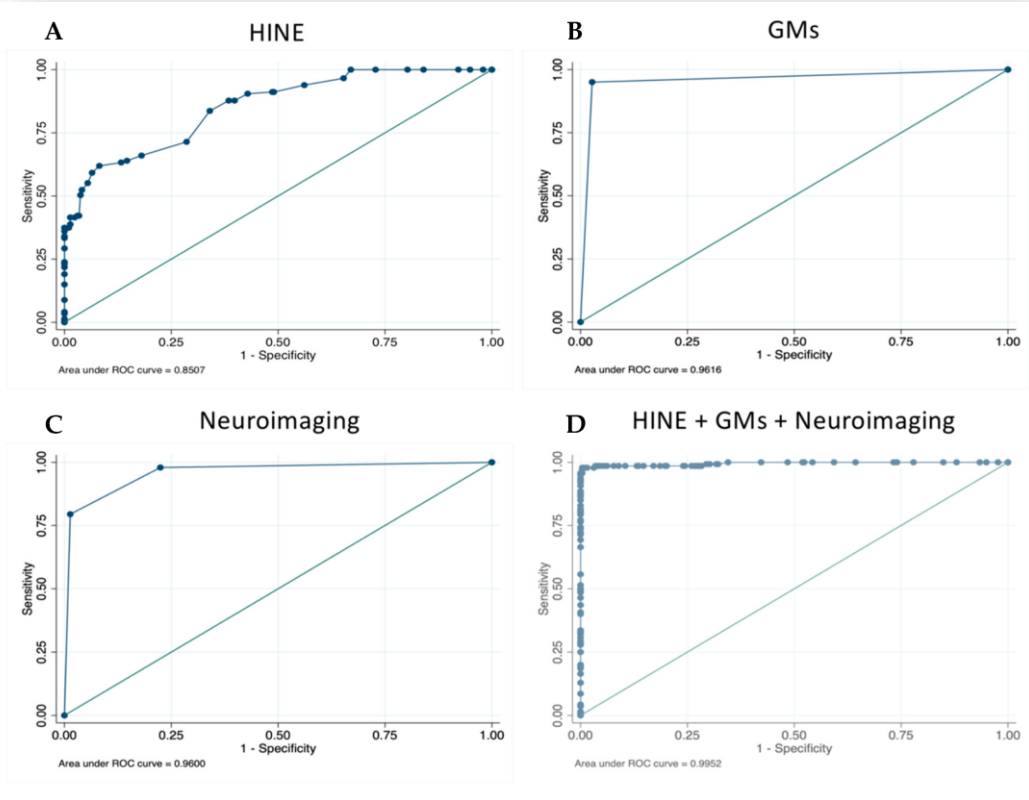 A
HINE
Sensitivity
1.00
0.75
0.50
0.25
0.00
0.00 0.25 0.50 0.75 1.00
1 - Specificity
Area under ROC curve = 0.8507
B
GMs
Sensitivity
1.00
0.75
0.50
0.25
0.00
0.00 0.25 0.50 0.75 1.00
1 - Specificity
Area under ROC curve = 0.9616
C
Neuroimaging
Sensitivity
1.00
0.75
0.50
0.25
0.00
0.00 0.25 0.50 0.75 1.00
1 - Specificity
Area under ROC curve = 0.9600
D
HINE + GMs + Neuroimaging
Sensitivity
1.00
0.75
0.50
0.25
0.00
0.00 0.25 0.50 0.75 1.00
1 - Specificity
Area under ROC curve = 0.9952